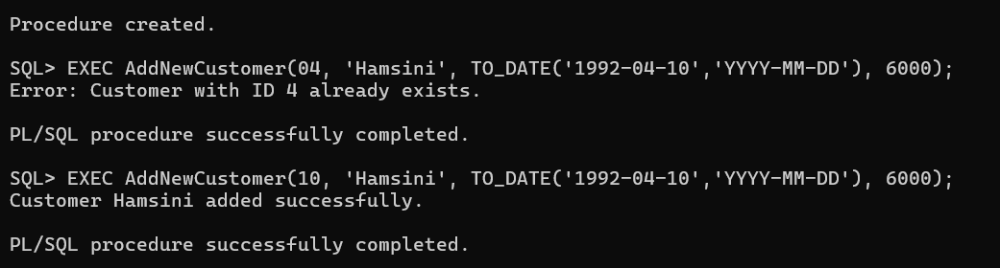 Procedure created.
SQL> EXEC AddNewCustomer(04, 'Hamsini', TO_DATE('1992-04-10','YYYY-MM-DD'), 6000);
Error: Customer with ID 4 already exists.
PL/SQL procedure successfully completed.
SQL> EXEC AddNewCustomer(10, 'Hamsini', TO_DATE('1992-04-10','YYYY-MM-DD'), 6000);
Customer Hamsini added successfully.
PL/SQL procedure successfully completed.